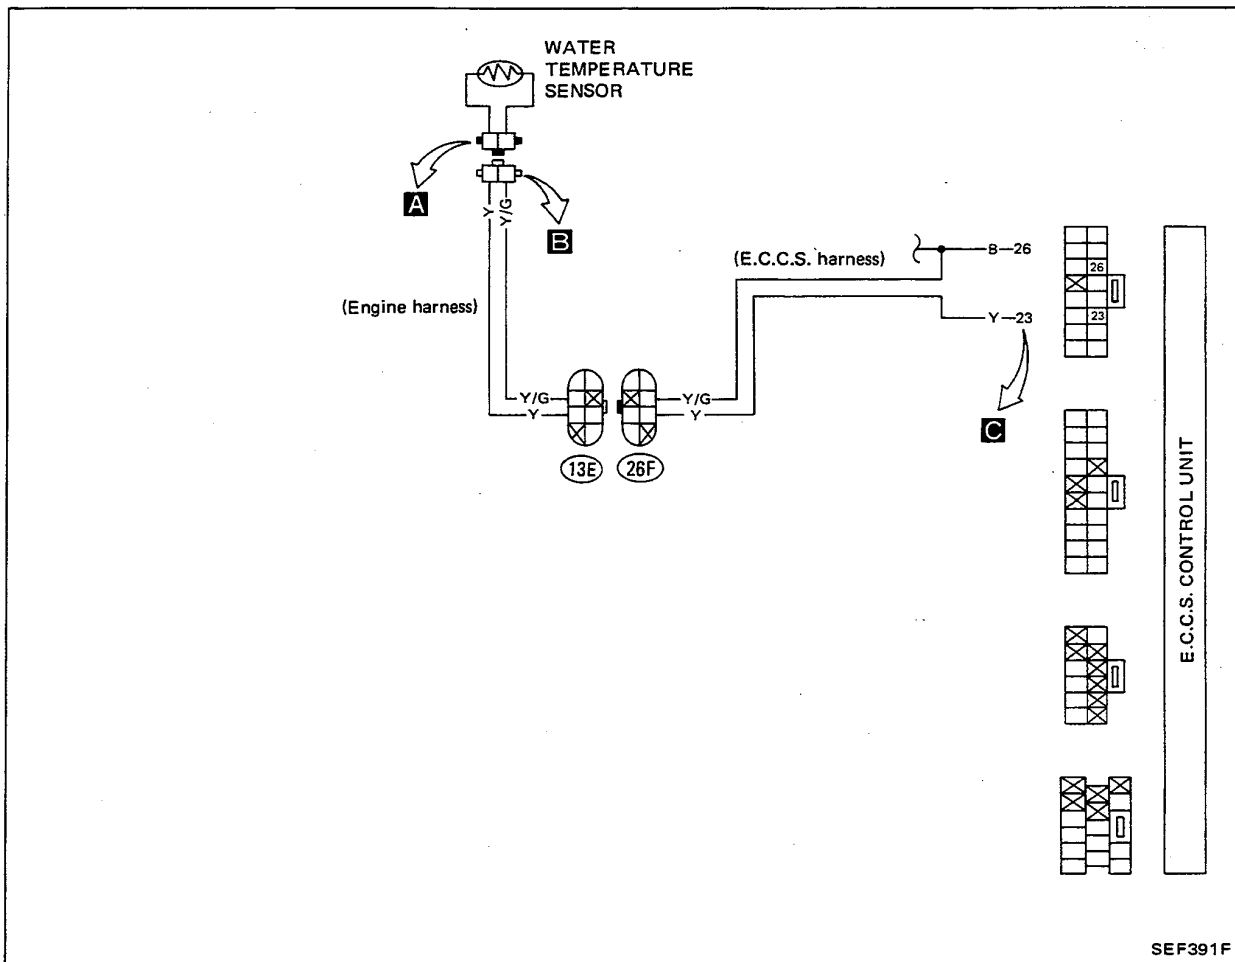 WATER
TEMPERATURE
SENSOR
A
B
Y
Y/G
(Engine harness)
(E.C.C.S. harness)
B 26
Y 23
26
23
C
Y/G
Y
Y/G
Y
13E
26F
E.C.C.S. CONTROL UNIT
SEF391F